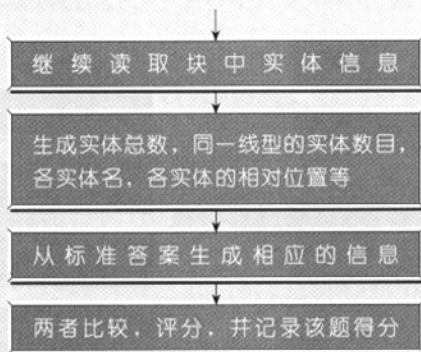 继续读取块中实体信息
生成实体总数，同一线型的实体数目，
各实体名，各实体的相对位置等
从标准答案生成相应的信息
两者比较．评分．并记录该题得分